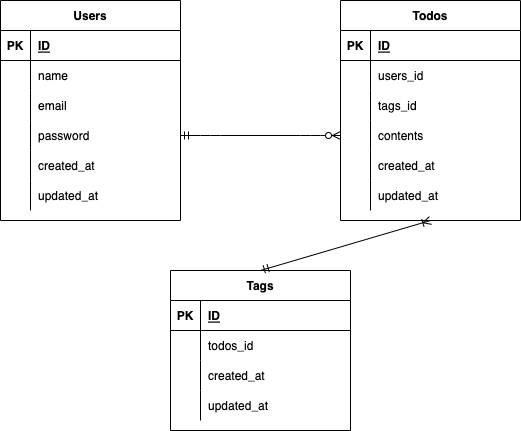 Users
PK ID
name
email
password
created_at
updated_at
Todos
PK ID
users_id
tags_id
contents
created_at
updated_at
Tags
PK ID
todos_id
created_at
updated_at